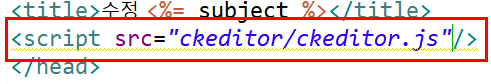 <title>수정 <%= subject %></title>
<script src="ckeditor/ckeditor.js"/>
</head>